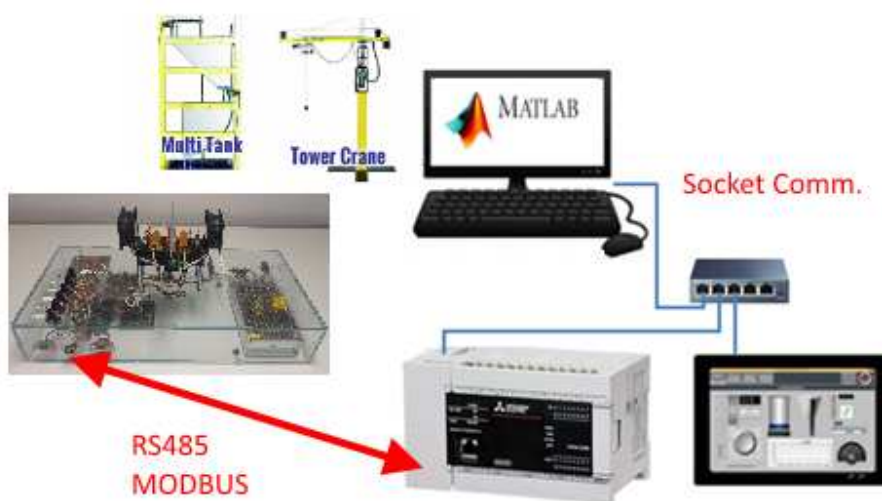 Multi Tank
Tower Crane
MATLAB
Socket Comm.
RS485
MODBUS